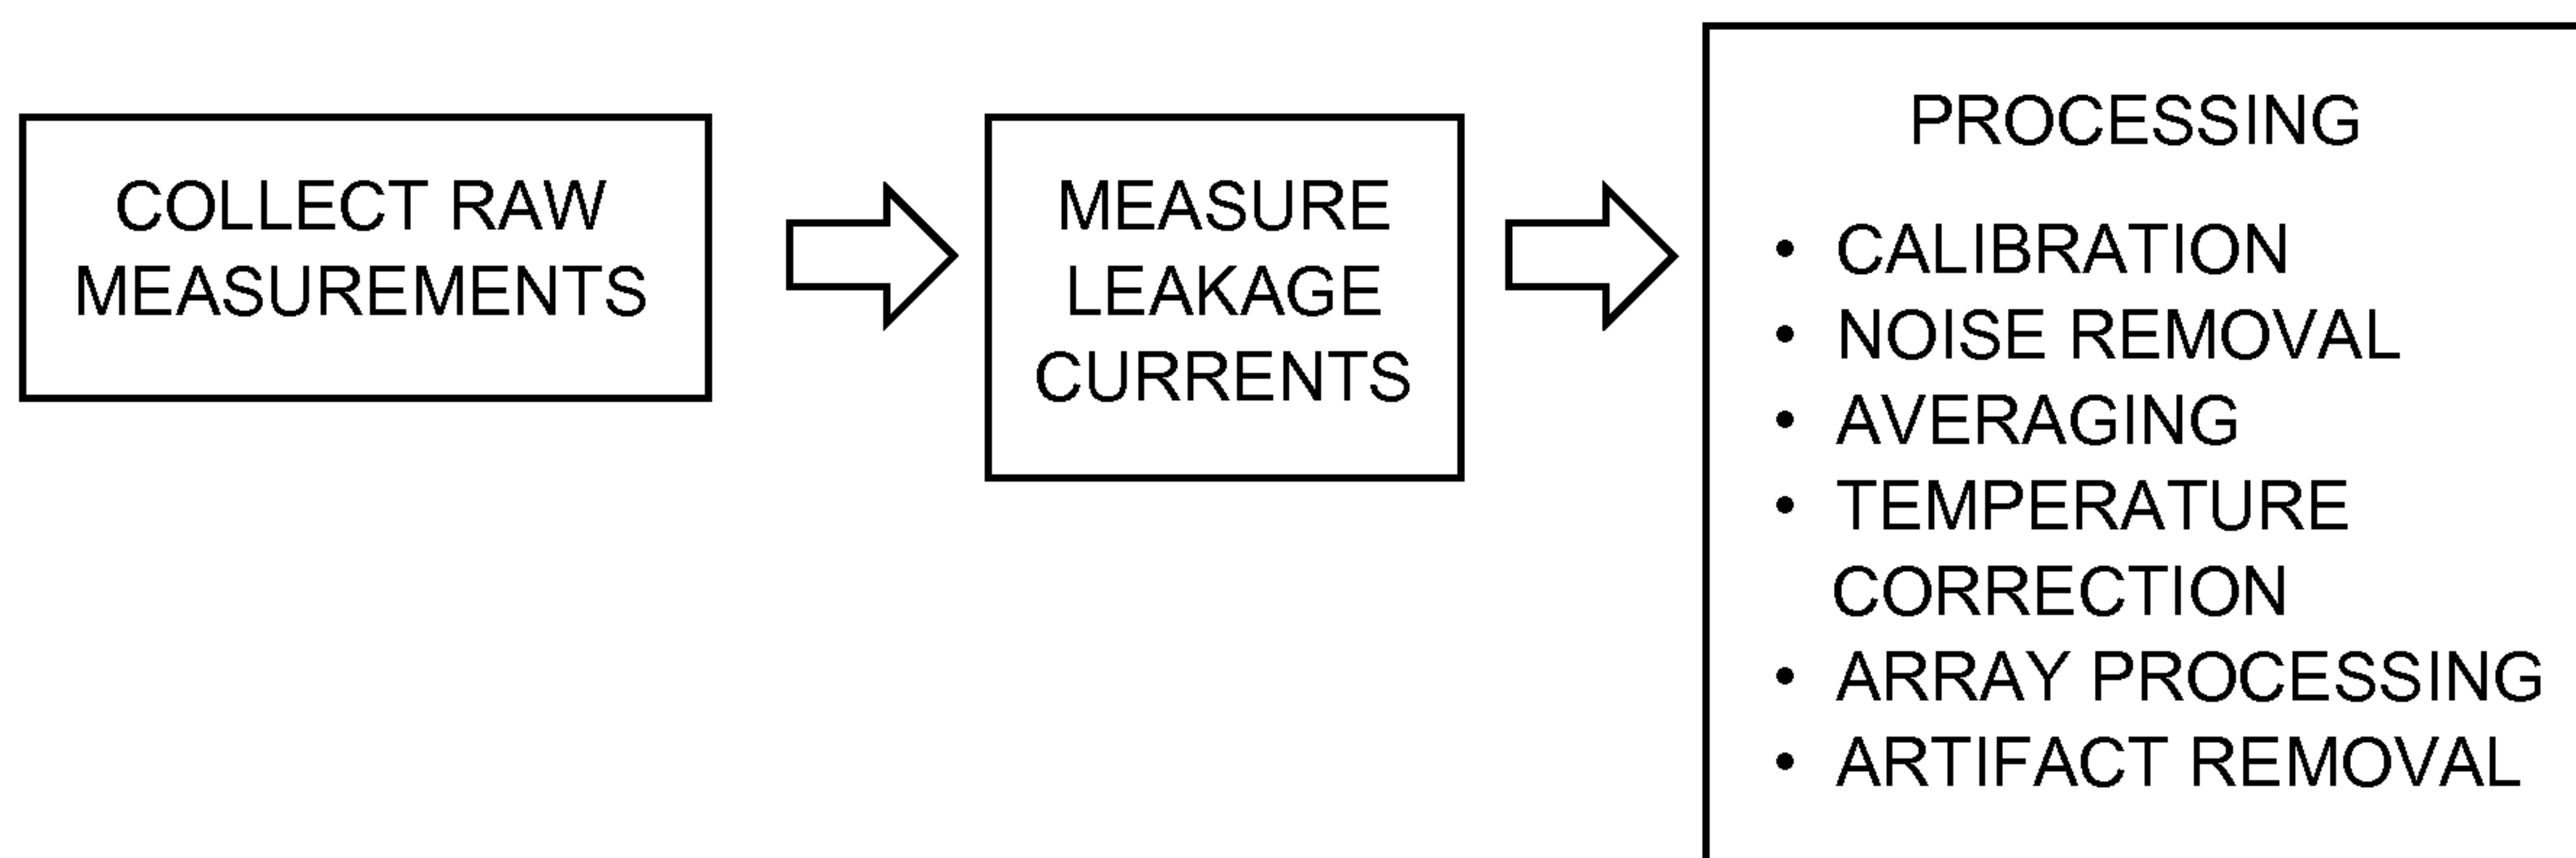 COLLECT RAW
MEASUREMENTS
MEASURE
LEAKAGE
CURRENTS
PROCESSING
• CALIBRATION
• NOISE REMOVAL
• AVERAGING
• TEMPERATURE
CORRECTION
• ARRAY PROCESSING
• ARTIFACT REMOVAL